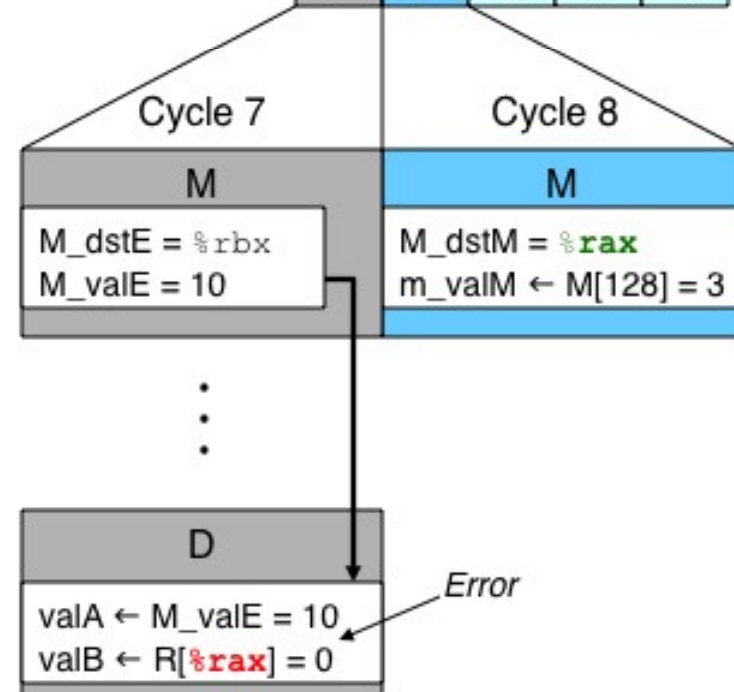 Cycle 7
Cycle 8
M
M
M_dstE = %rbx
M_valE = 10
M_dstM = %rax
m_valM ← M[128] = 3
D
Error
valA ← M_valE = 10
valB ← R[%rax] = 0